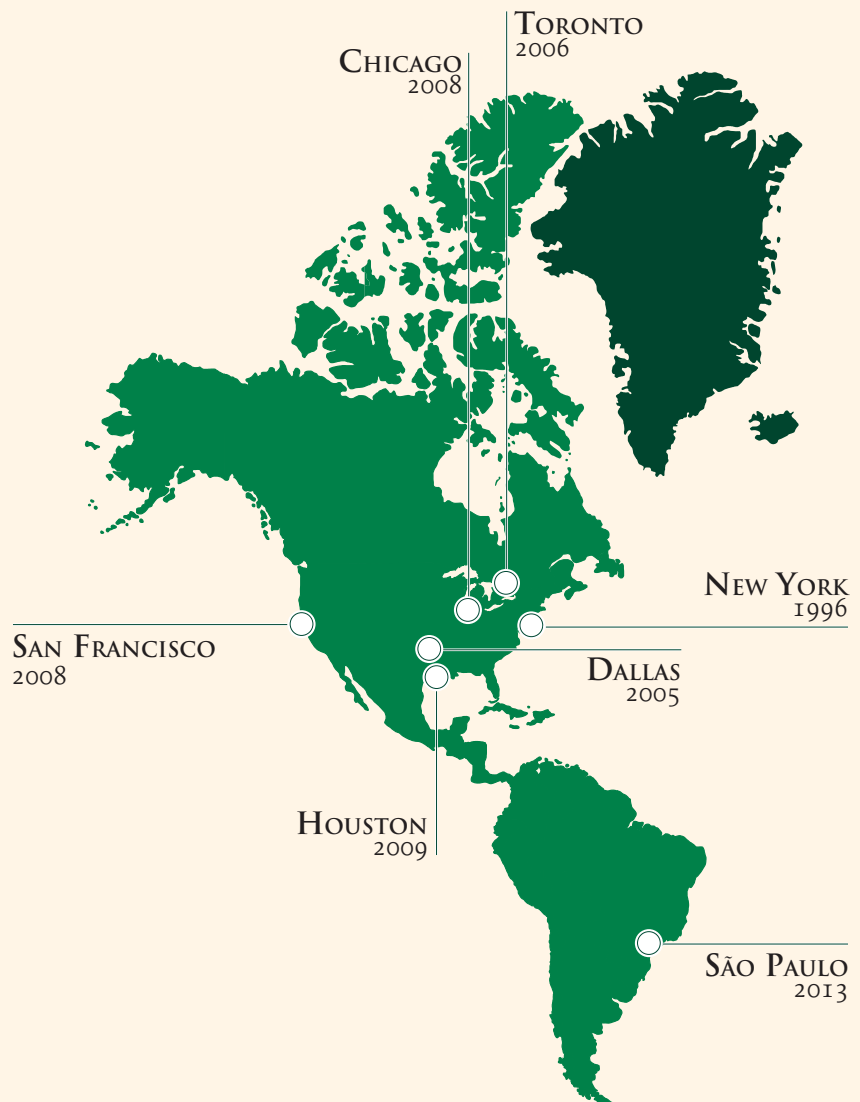 Toronto
2006
Chicago
2008
New York
1996
San Francisco
2008
Dallas
2005
Houston
2009
São Paulo
2013